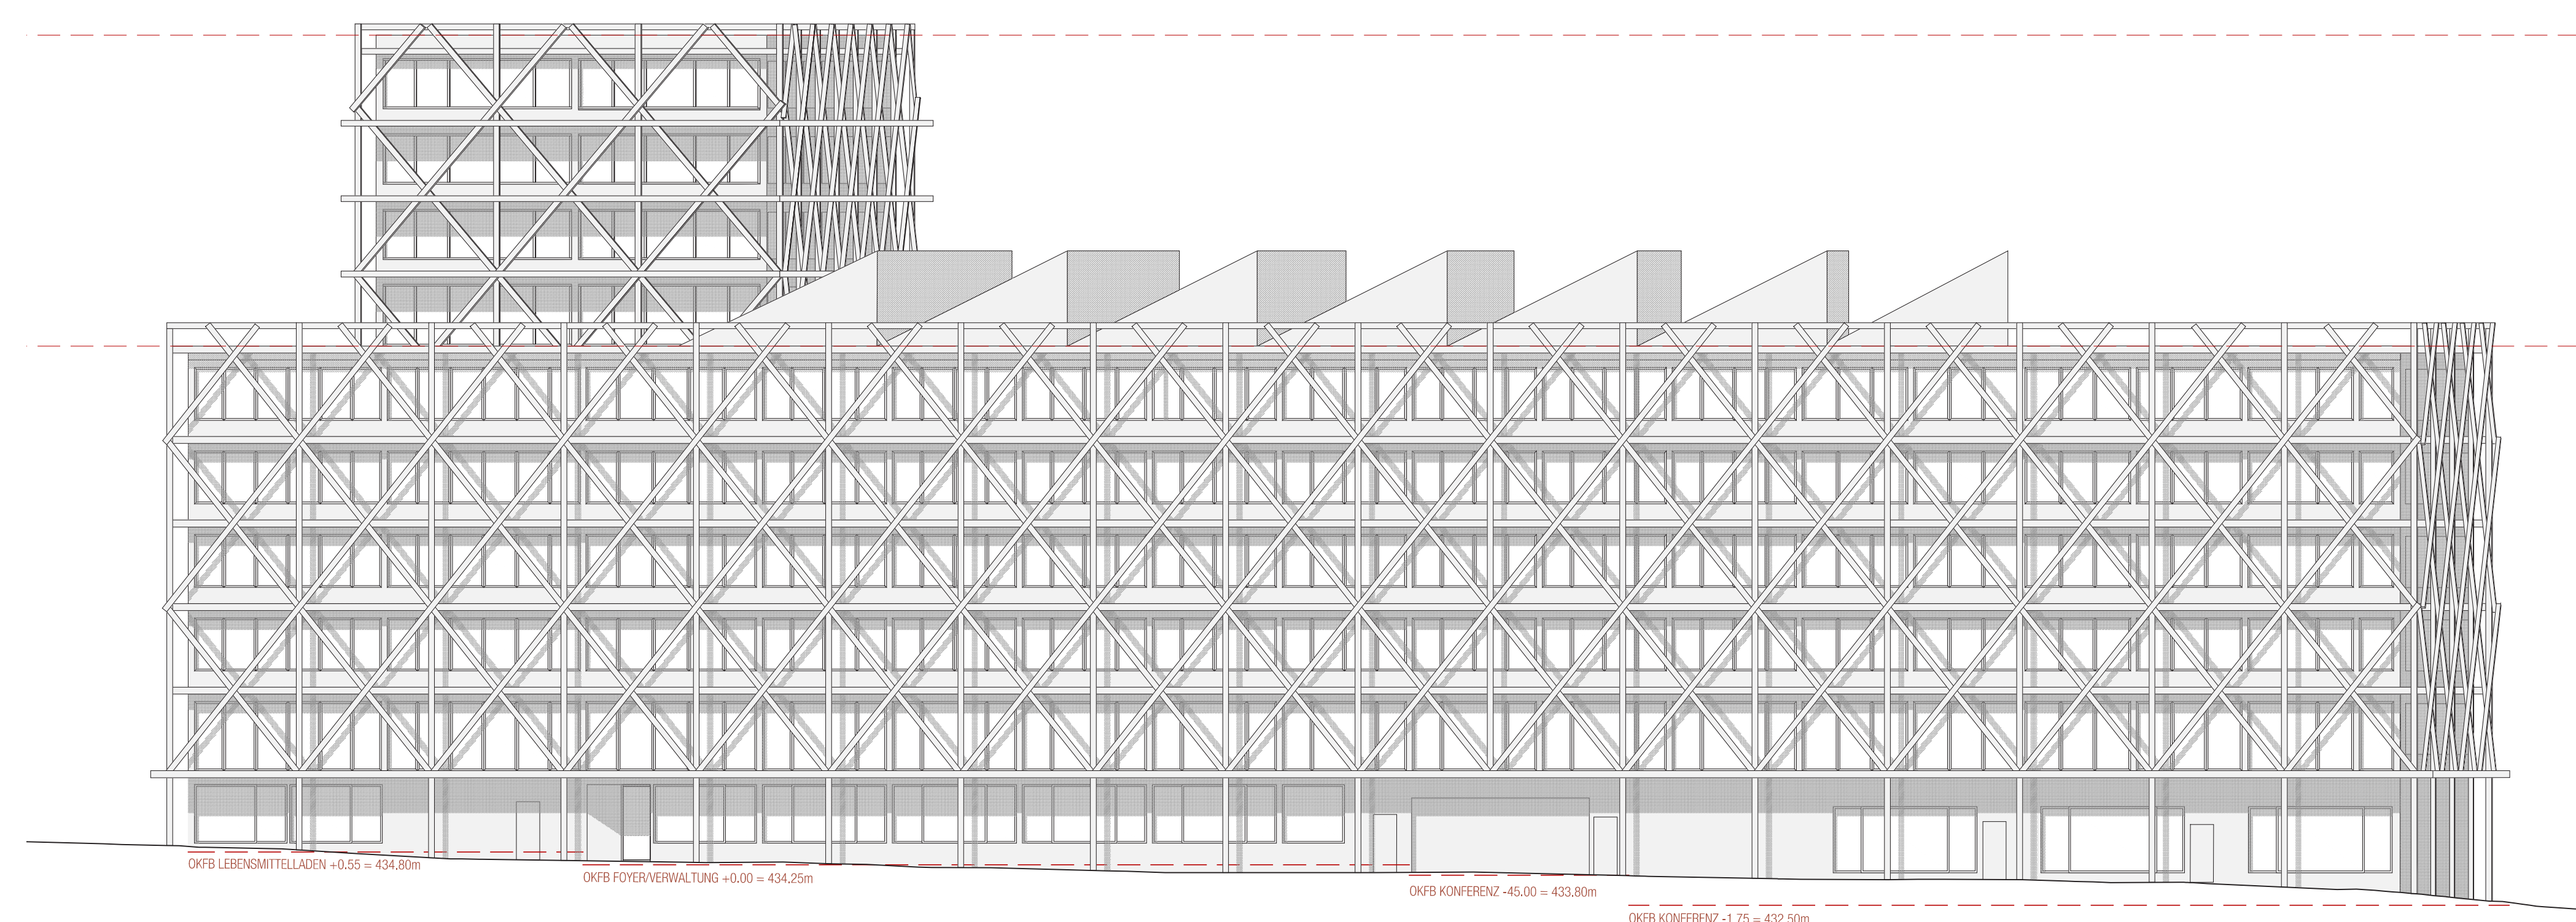 OKFB LEBENSMITTELLADEN +0.55 = 434.80m
OKFB FOYER/VERWALTUNG +0.00 = 434.25m
OKFB KONFERENZ -45.00 = 433.80m
OKFB KONFERENZ -1.75 = 432.50m